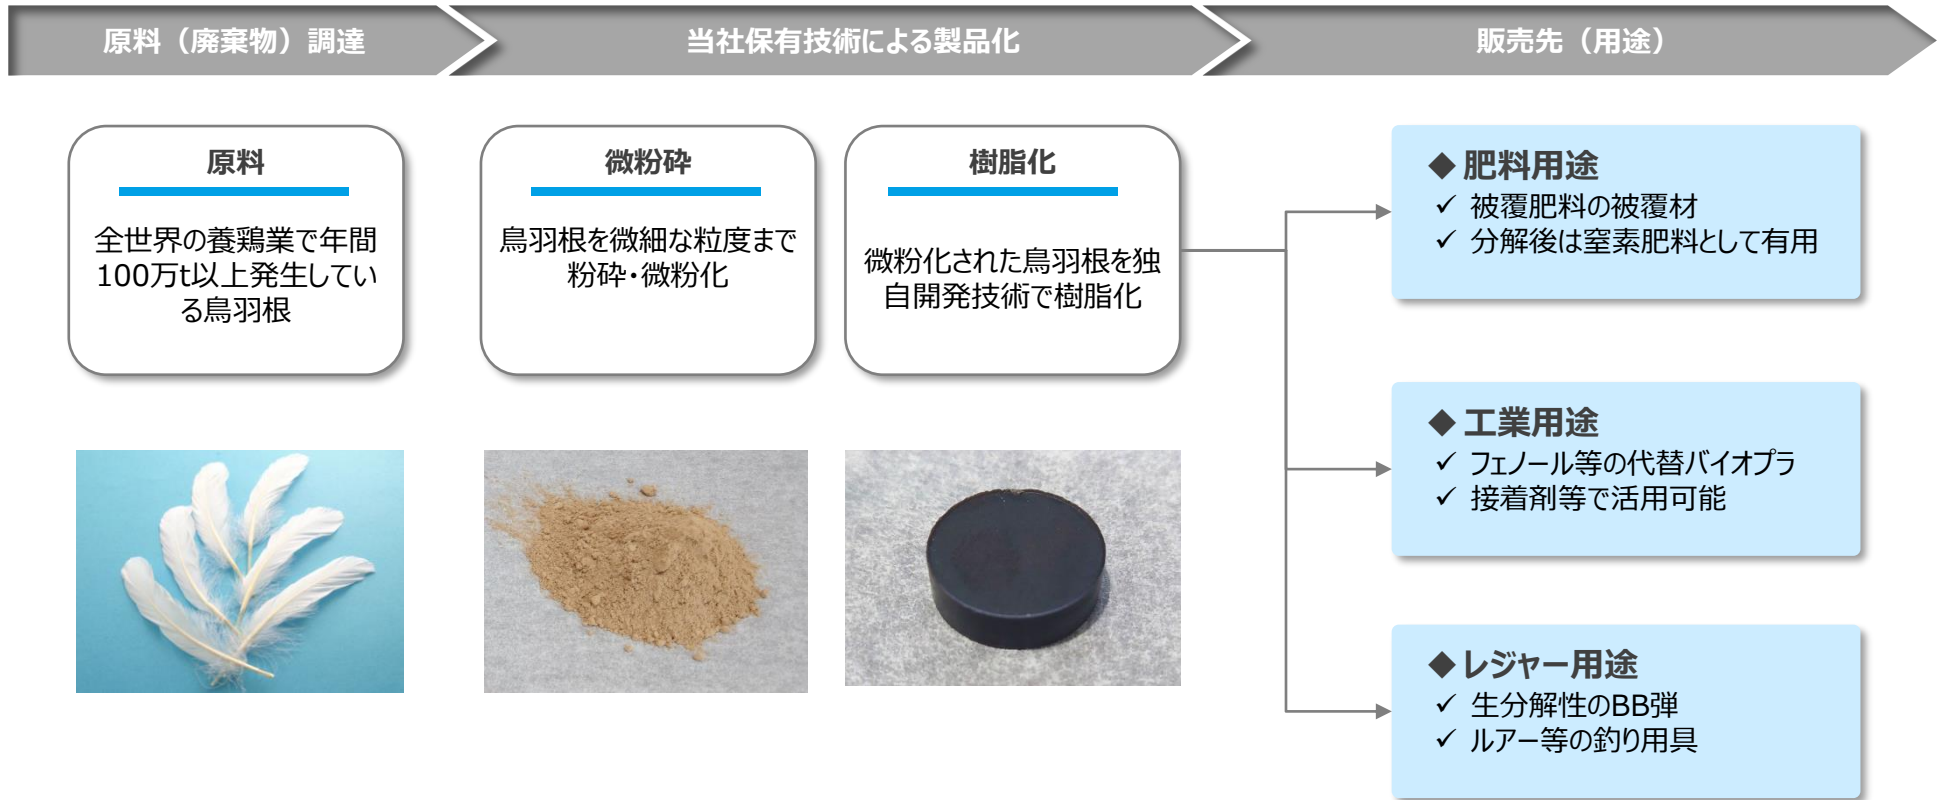 原料（廃棄物）調達
当社保有技術による製品化
販売先（用途）
原料
全世界の養鶏業で年間
100万t以上発生してい
る鳥羽根
微粉砕
鳥羽根を微細な粒度まで
粉砕・微粉化
樹脂化
微粉化された鳥羽根を独
自開発技術で樹脂化
◆肥料用途
✓ 被覆肥料の被覆材
✓ 分解後は窒素肥料として有用
◆工業用途
✓ フェノール等の代替バイオプラ
✓ 接着剤等で活用可能
◆レジャー用途
✓ 生分解性のBB弾
✓ ルアー等の釣り用具